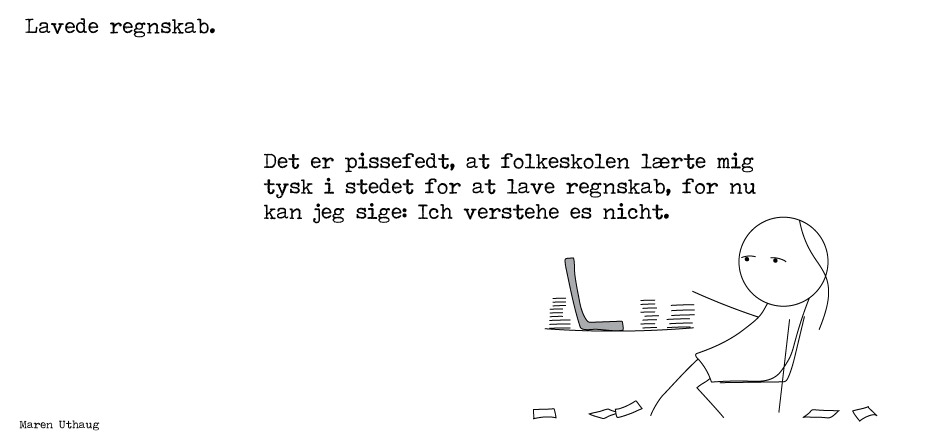 Lavede regnskab.
Det er pissefedt, at folkeskolen lærte mig
tysk i stedet for at lave regnskab, for nu
kan jeg sige: Ich verstehe es nicht.
Maren Uthaug